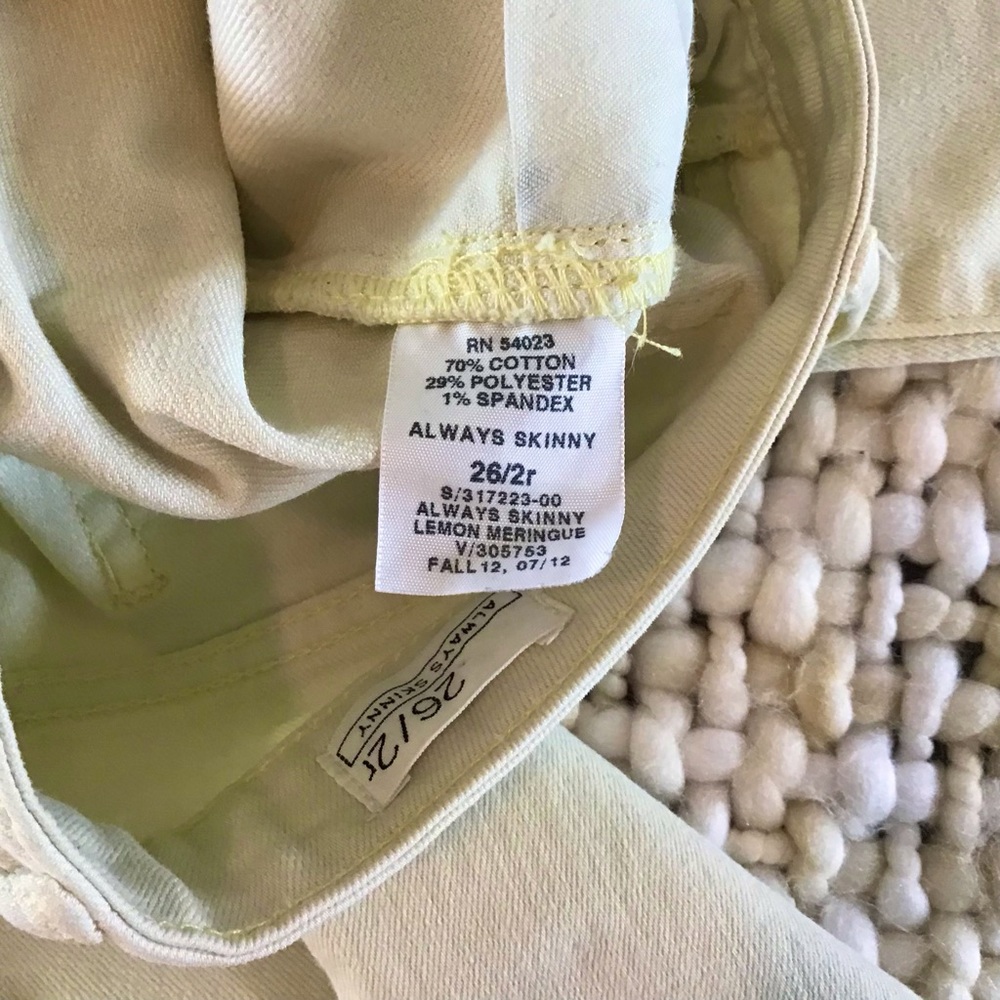 RN 54023
70% COTTON
29% POLYESTER
1% SPANDEX
ALWAYS SKINNY
26/2r
S/317223-00
ALWAYS SKINNY
LEMON MERINGUE
V/305753
FALL 12, 07/12
ALWAYS SKINNY
26/2r